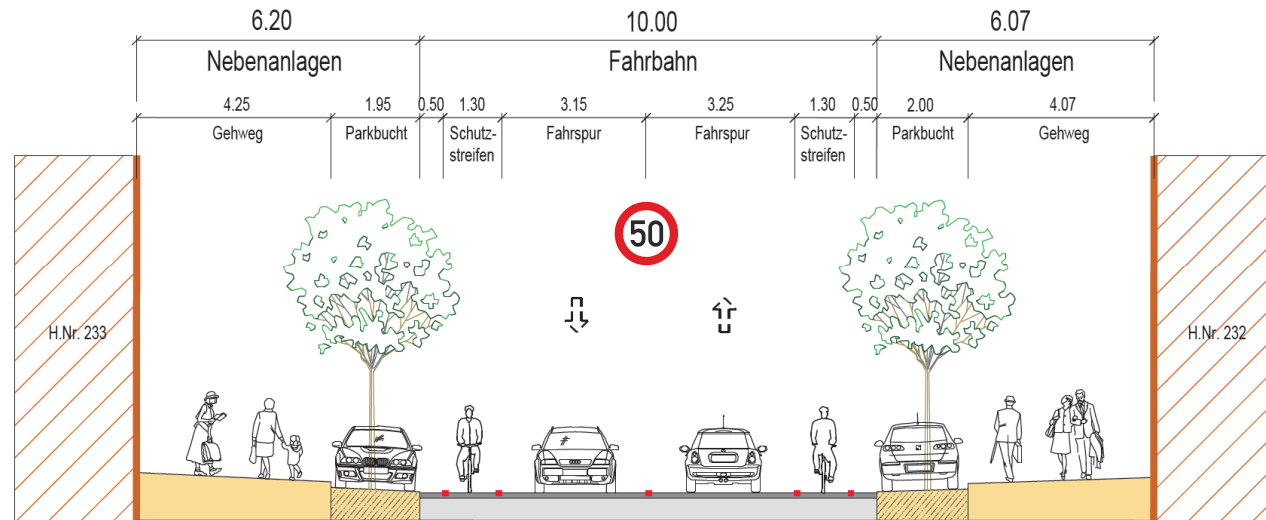 6.20 10.00 6.07
Nebenanlagen Fahrbahn Nebenanlagen
4.25 1.95 0.50 1.30 3.15 3.25 1.30 0.50 2.00 4.07
Gehweg Parkbucht Schutz- Fahrspur Fahrspur Schutz- Parkbucht Gehweg
streifen streifen
50
H.Nr. 233 H.Nr. 232